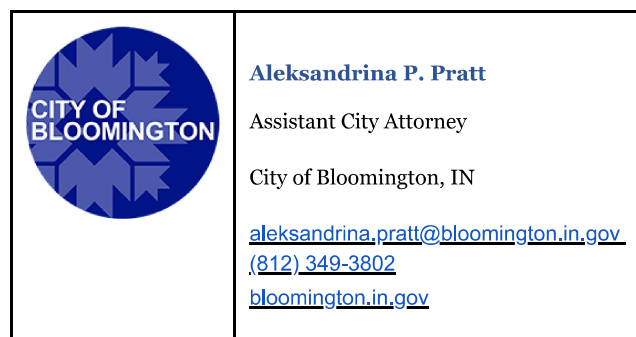 CITY OF
BLOOMINGTON
Aleksandrina P. Pratt
Assistant City Attorney
City of Bloomington, IN
aleksandrina.pratt@bloomington.in.gov
(812) 349-3802
bloomington.in.gov